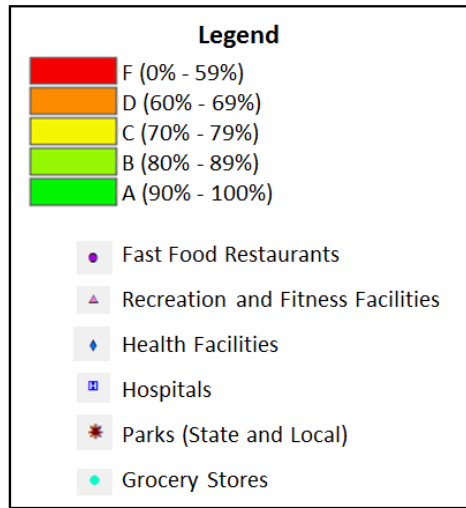 Legend
F (0% - 59%)
D (60% - 69%)
C (70% - 79%)
B (80% - 89%)
A (90% - 100%)
Fast Food Restaurants
Recreation and Fitness Facilities
Health Facilities
H Hospitals
Parks (State and Local)
Grocery Stores